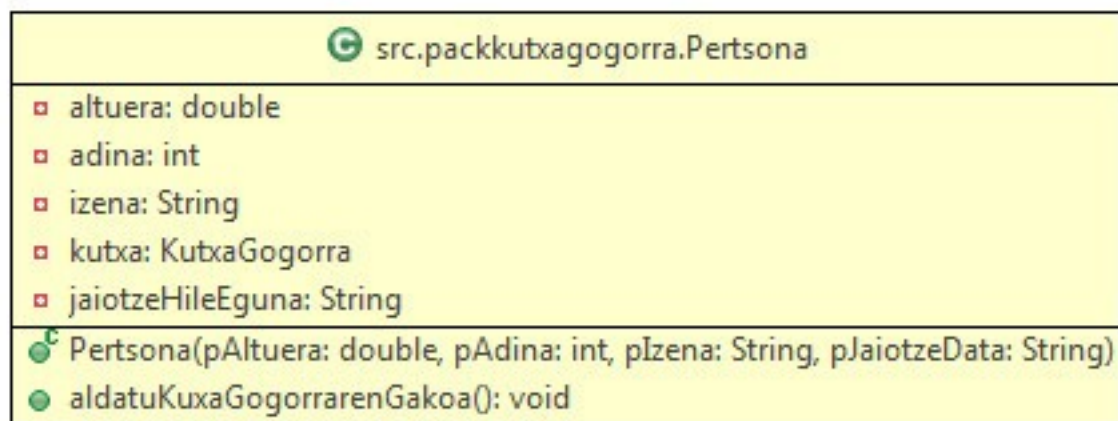 src.packkutxagogorra.Pertsona
altuera: double
adina: int
izena: String
kutxa: KutxaGogorra
jaiotzeHileEguna: String
Pertsona(pAltuera: double, pAdina: int, pIzena: String, pJaiotzeData: String)
aldatuKuxaGogorrarenGakoa(): void